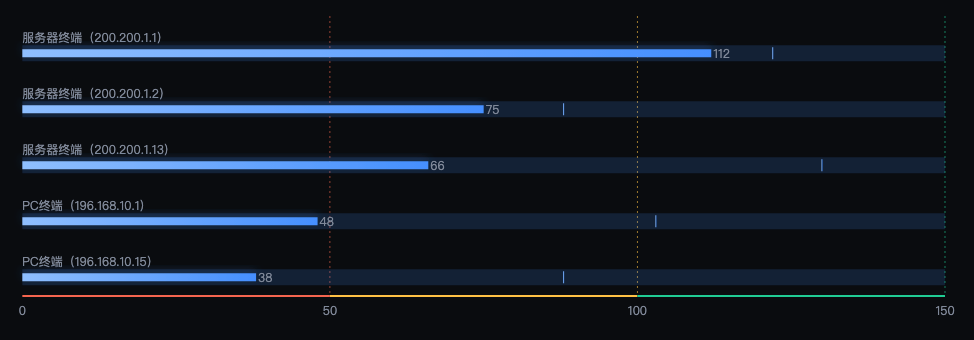 服务器终端（200.200.1.1）
112
服务器终端（200.200.1.2）
75
服务器终端（200.200.1.13）
66
PC终端（196.168.10.1）
48
PC终端（196.168.10.15）
38
0 50 100 150